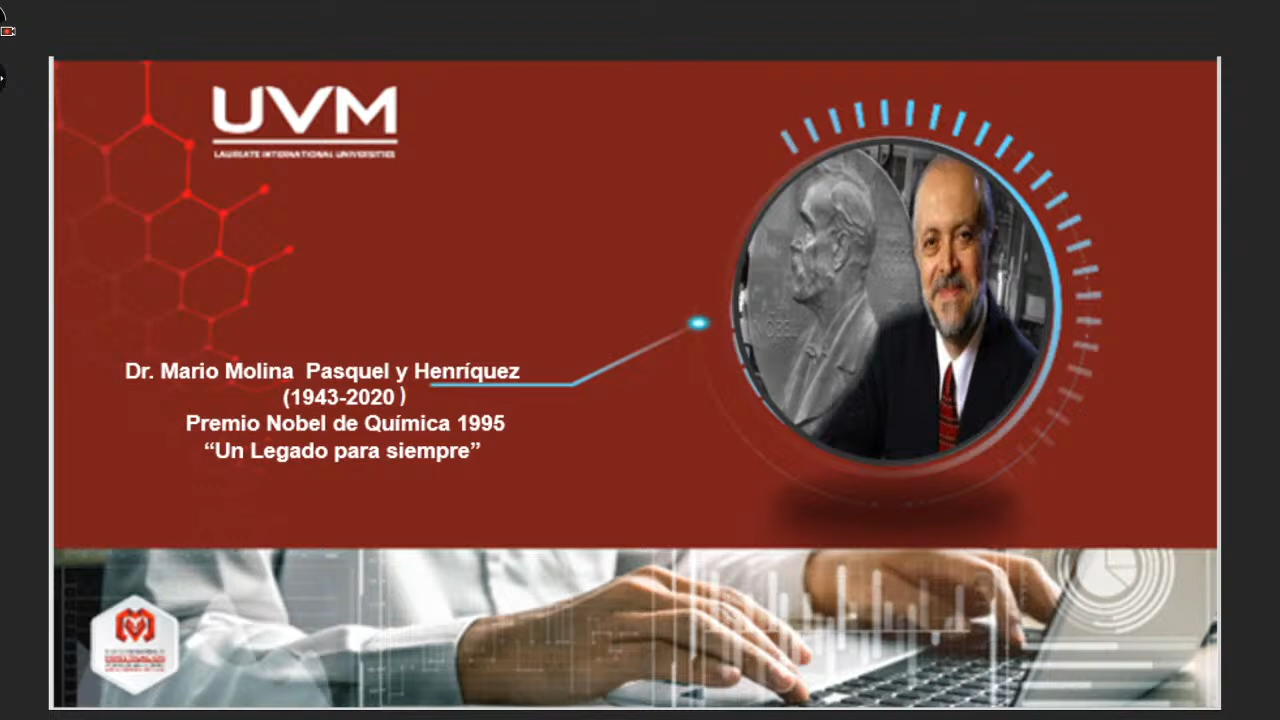 UVM
LAUREATE INTERNATIONAL UNIVERSITIES
NOBEL
Dr. Mario Molina  Pasquel y Henríquez
(1943-2020 )
Premio Nobel de Química 1995
“Un Legado para siempre”